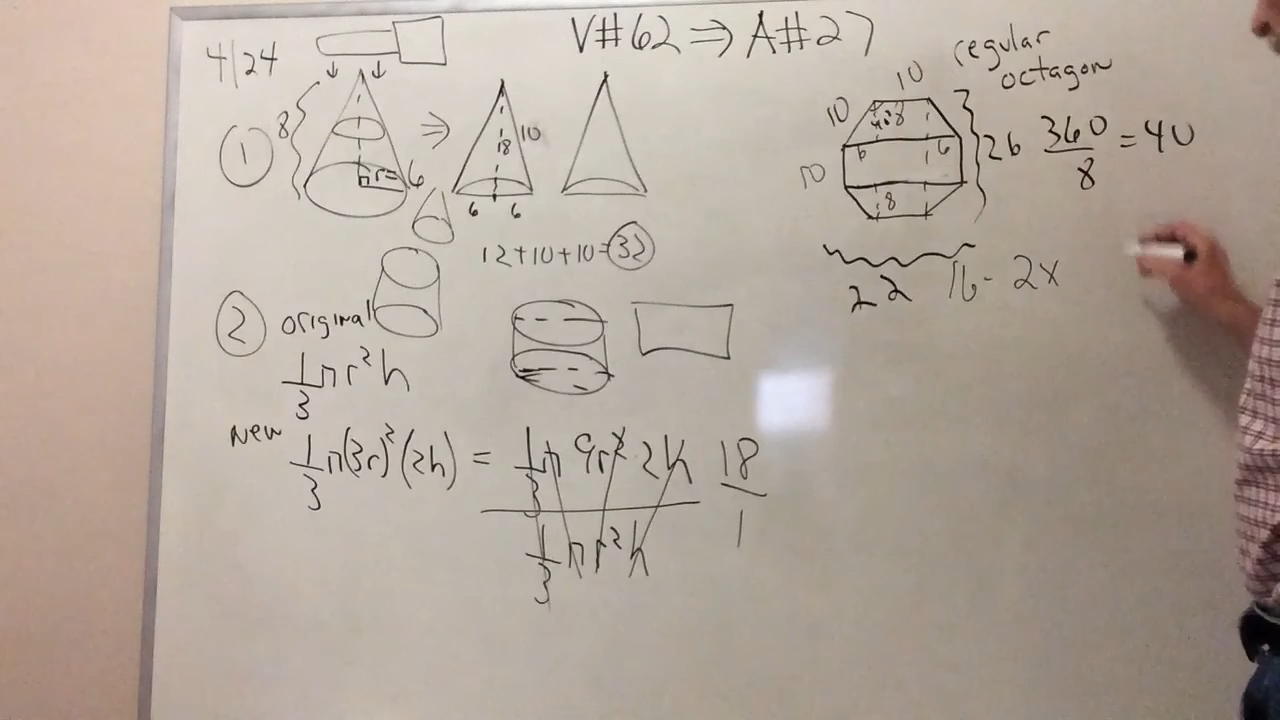 4/24
V#62 ⇒ A#27
1
8
r=6
⇒
10
8
6 6
12+10+10=32
2 original
1/3 πr²h
new
1/3 π(3r)²(2h) = 1/3 π 9r² 2h
1/3 πr²h
18/1
regular
octagon
10
10
10
8
6 6
8
26
360/8 = 40
22 16-2x